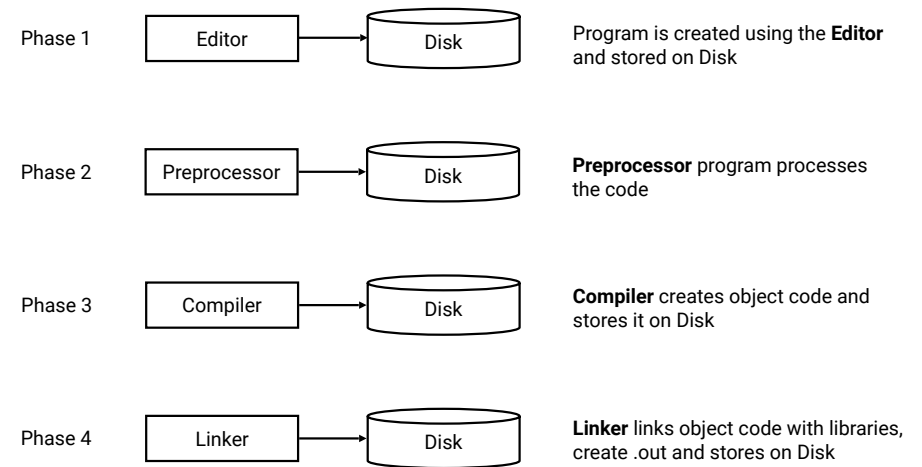 Phase 1
Editor
Disk
Program is created using the Editor
and stored on Disk
Phase 2
Preprocessor
Disk
Preprocessor program processes
the code
Phase 3
Compiler
Disk
Compiler creates object code and
stores it on Disk
Phase 4
Linker
Disk
Linker links object code with libraries,
create .out and stores on Disk